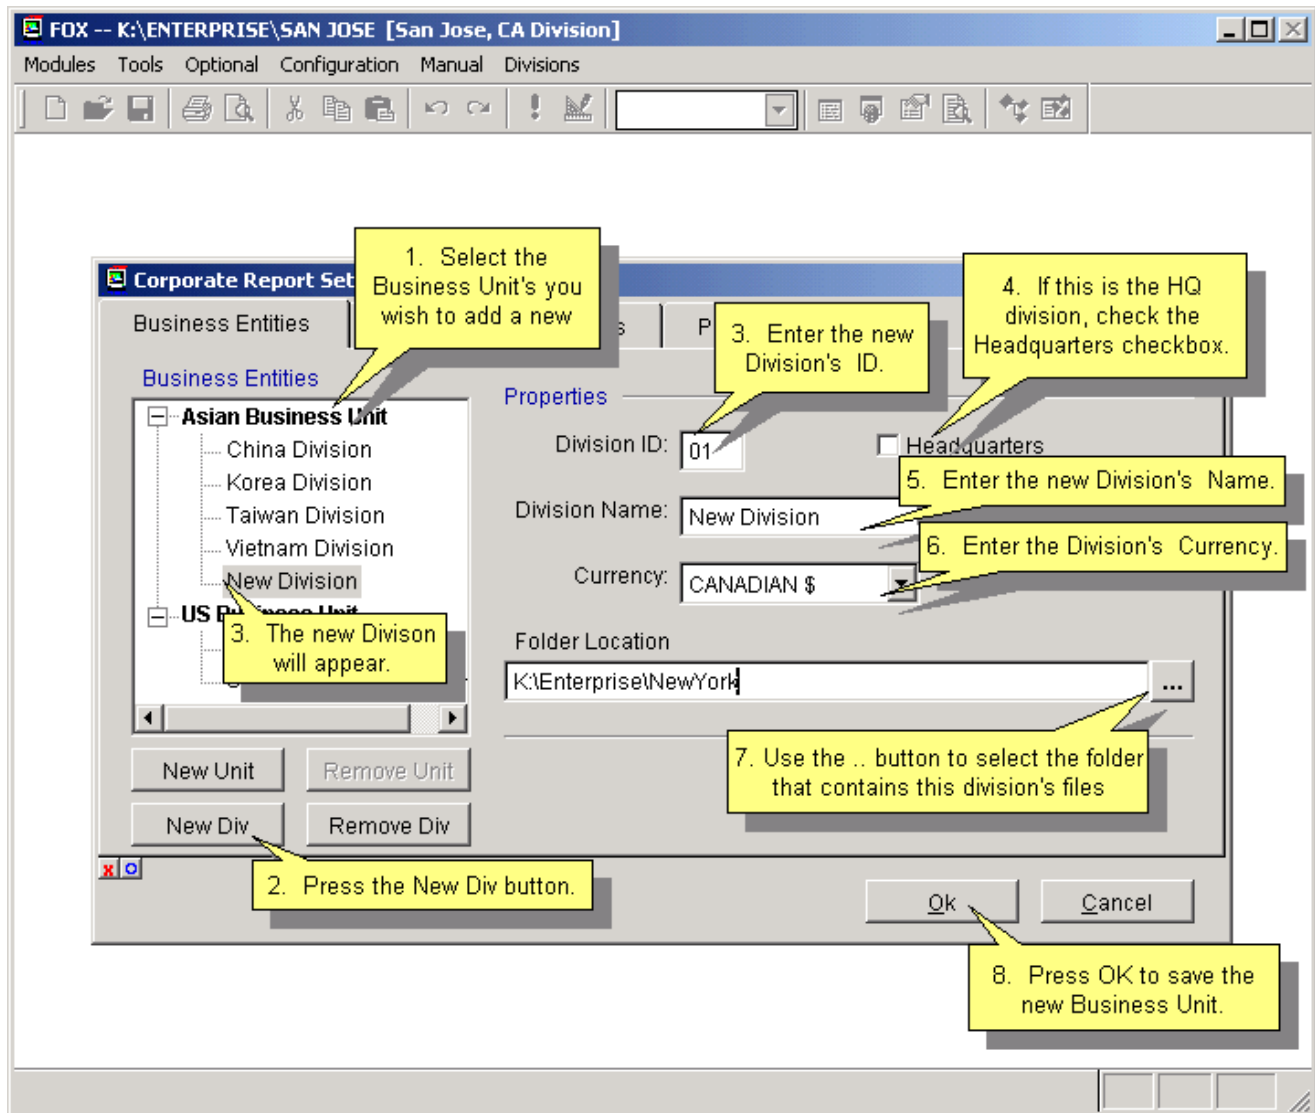 FOX -- K:\ENTERPRISE\SAN JOSE [San Jose, CA Division]
Modules Tools Optional Configuration Manual Divisions
1. Select the
Business Unit's you
wish to add a new
Corporate Report Set
4. If this is the HQ
division, check the
Headquarters checkbox.
Business Entities
s
P
3. Enter the new
Division's ID.
Business Entities
Properties
Asian Business Unit
China Division
Korea Division
Taiwan Division
Vietnam Division
New Division
US Business Unit
3. The new Divison
will appear.
Division ID: 01
Headquarters
5. Enter the new Division's Name.
Division Name: New Division
6. Enter the Division's Currency.
Currency: CANADIAN $
Folder Location
K:\Enterprise\NewYork
...
7. Use the .. button to select the folder
that contains this division's files
New Unit Remove Unit
New Div Remove Div
x o
2. Press the New Div button.
Ok Cancel
8. Press OK to save the
new Business Unit.